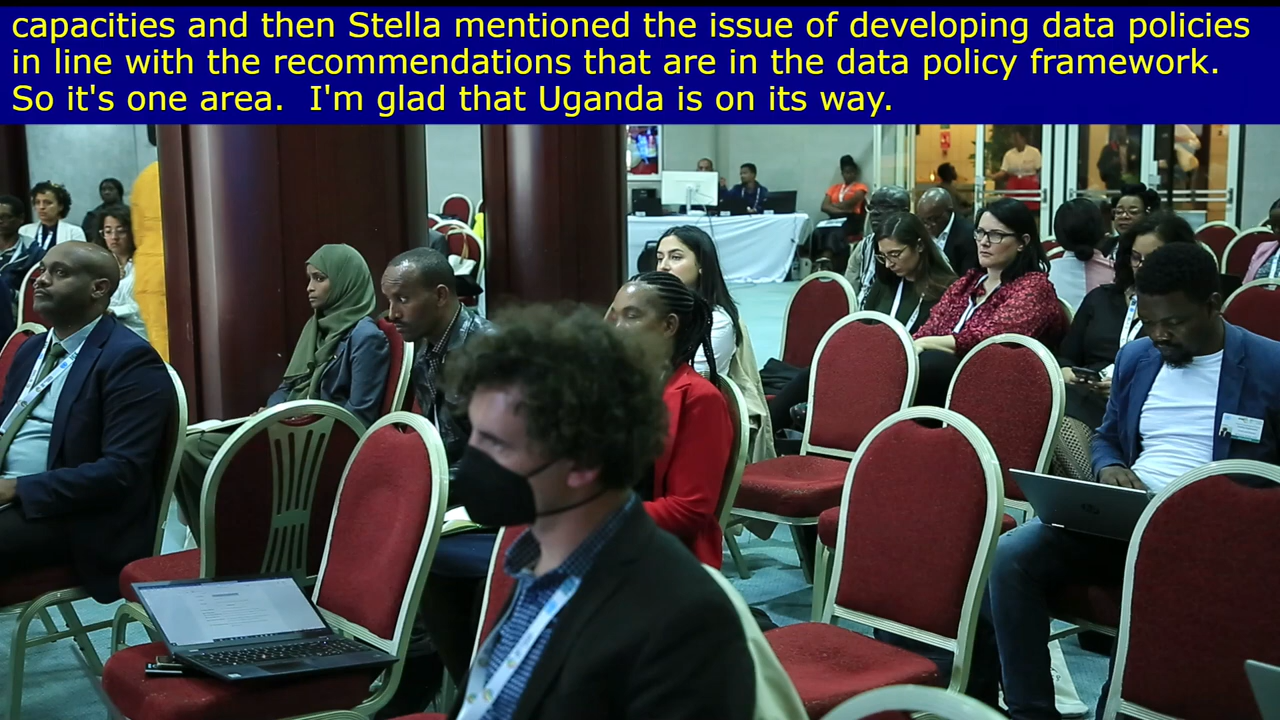 capacities and then Stella mentioned the issue of developing data policies
in line with the recommendations that are in the data policy framework.
So it's one area.  I'm glad that Uganda is on its way.